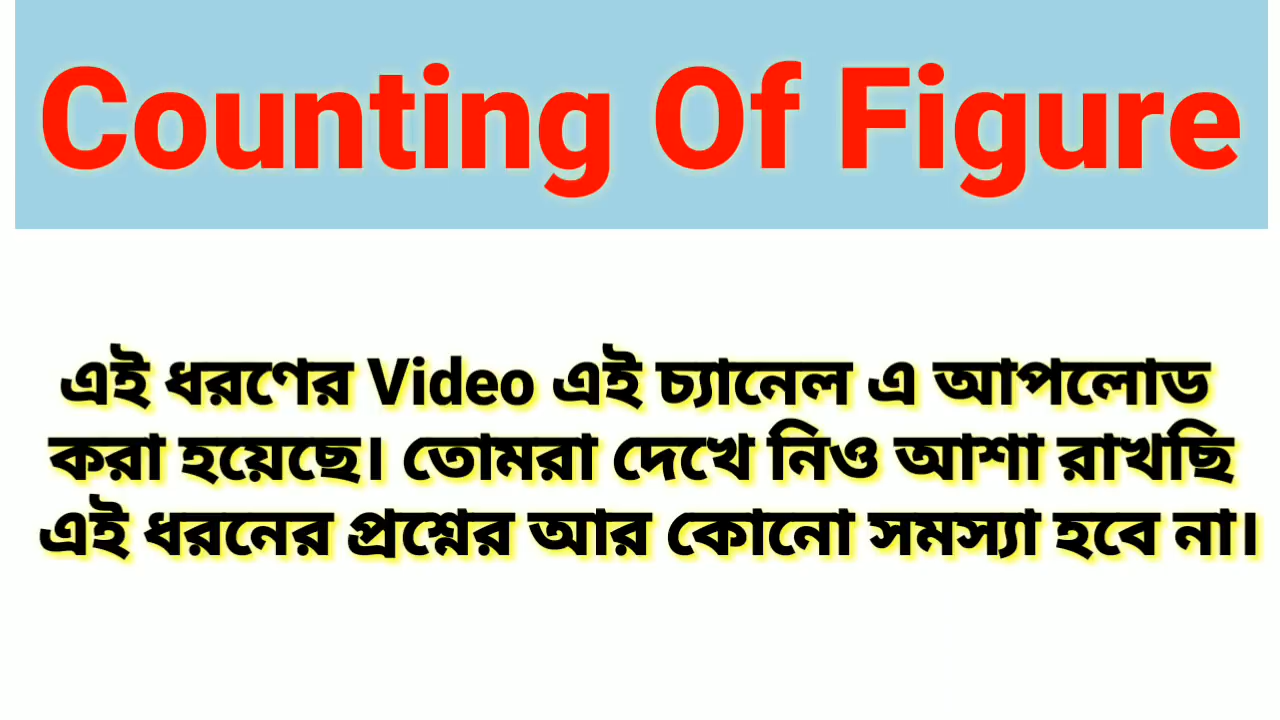 Counting Of Figure
এই ধরণের Video এই চ্যানেল এ আপলোড
করা হয়েছে। তোমরা দেখে নিও আশা রাখছি
এই ধরনের প্রশ্নের আর কোনো সমস্যা হবে না।